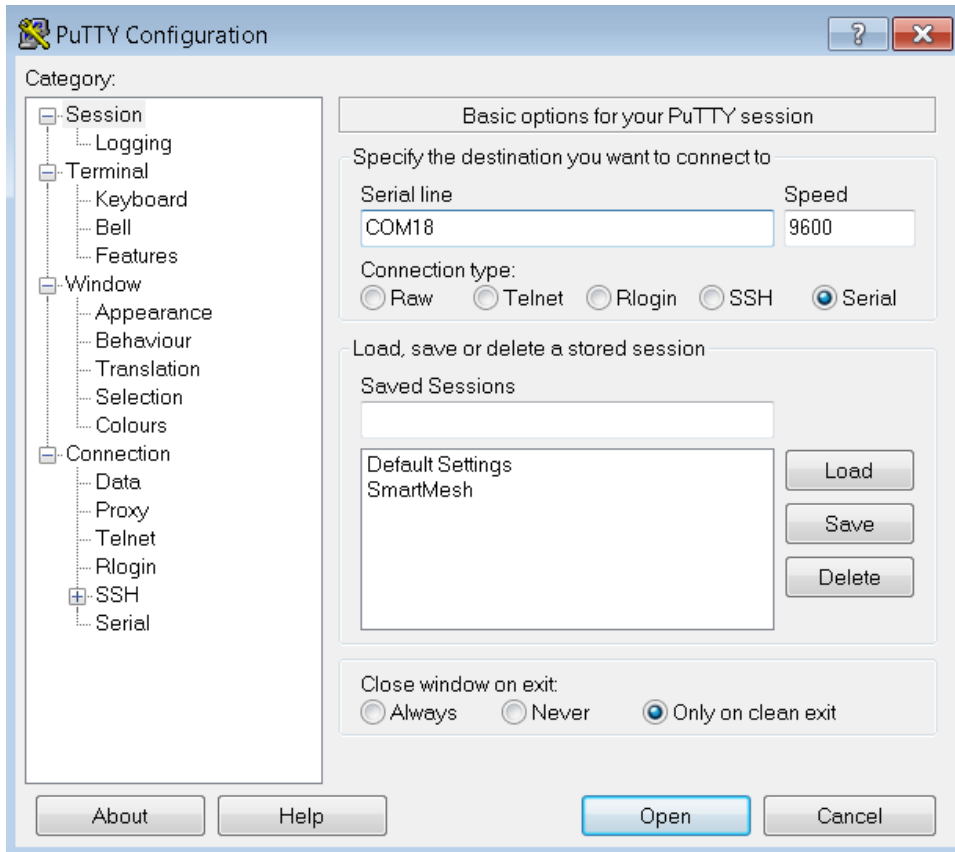 PuTTY Configuration
Category:
Session
Logging
Terminal
Keyboard
Bell
Features
Window
Appearance
Behaviour
Translation
Selection
Colours
Connection
Data
Proxy
Telnet
Rlogin
SSH
Serial
Basic options for your PuTTY session
Specify the destination you want to connect to
Serial line Speed
COM18 9600
Connection type:
Raw Telnet Rlogin SSH Serial
Load, save or delete a stored session
Saved Sessions
Default Settings
SmartMesh
Load
Save
Delete
Close window on exit:
Always Never Only on clean exit
About Help Open Cancel